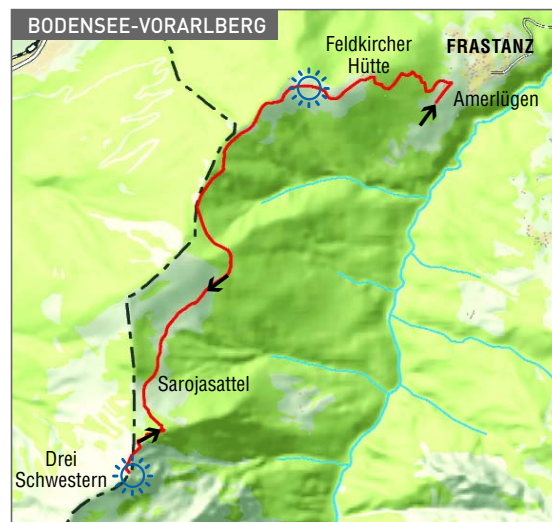 BODENSEE-VORARLBERG
Feldkircher
Hütte
FRASTANZ
Amerlügen
Sarojasattel
Drei
Schwestern